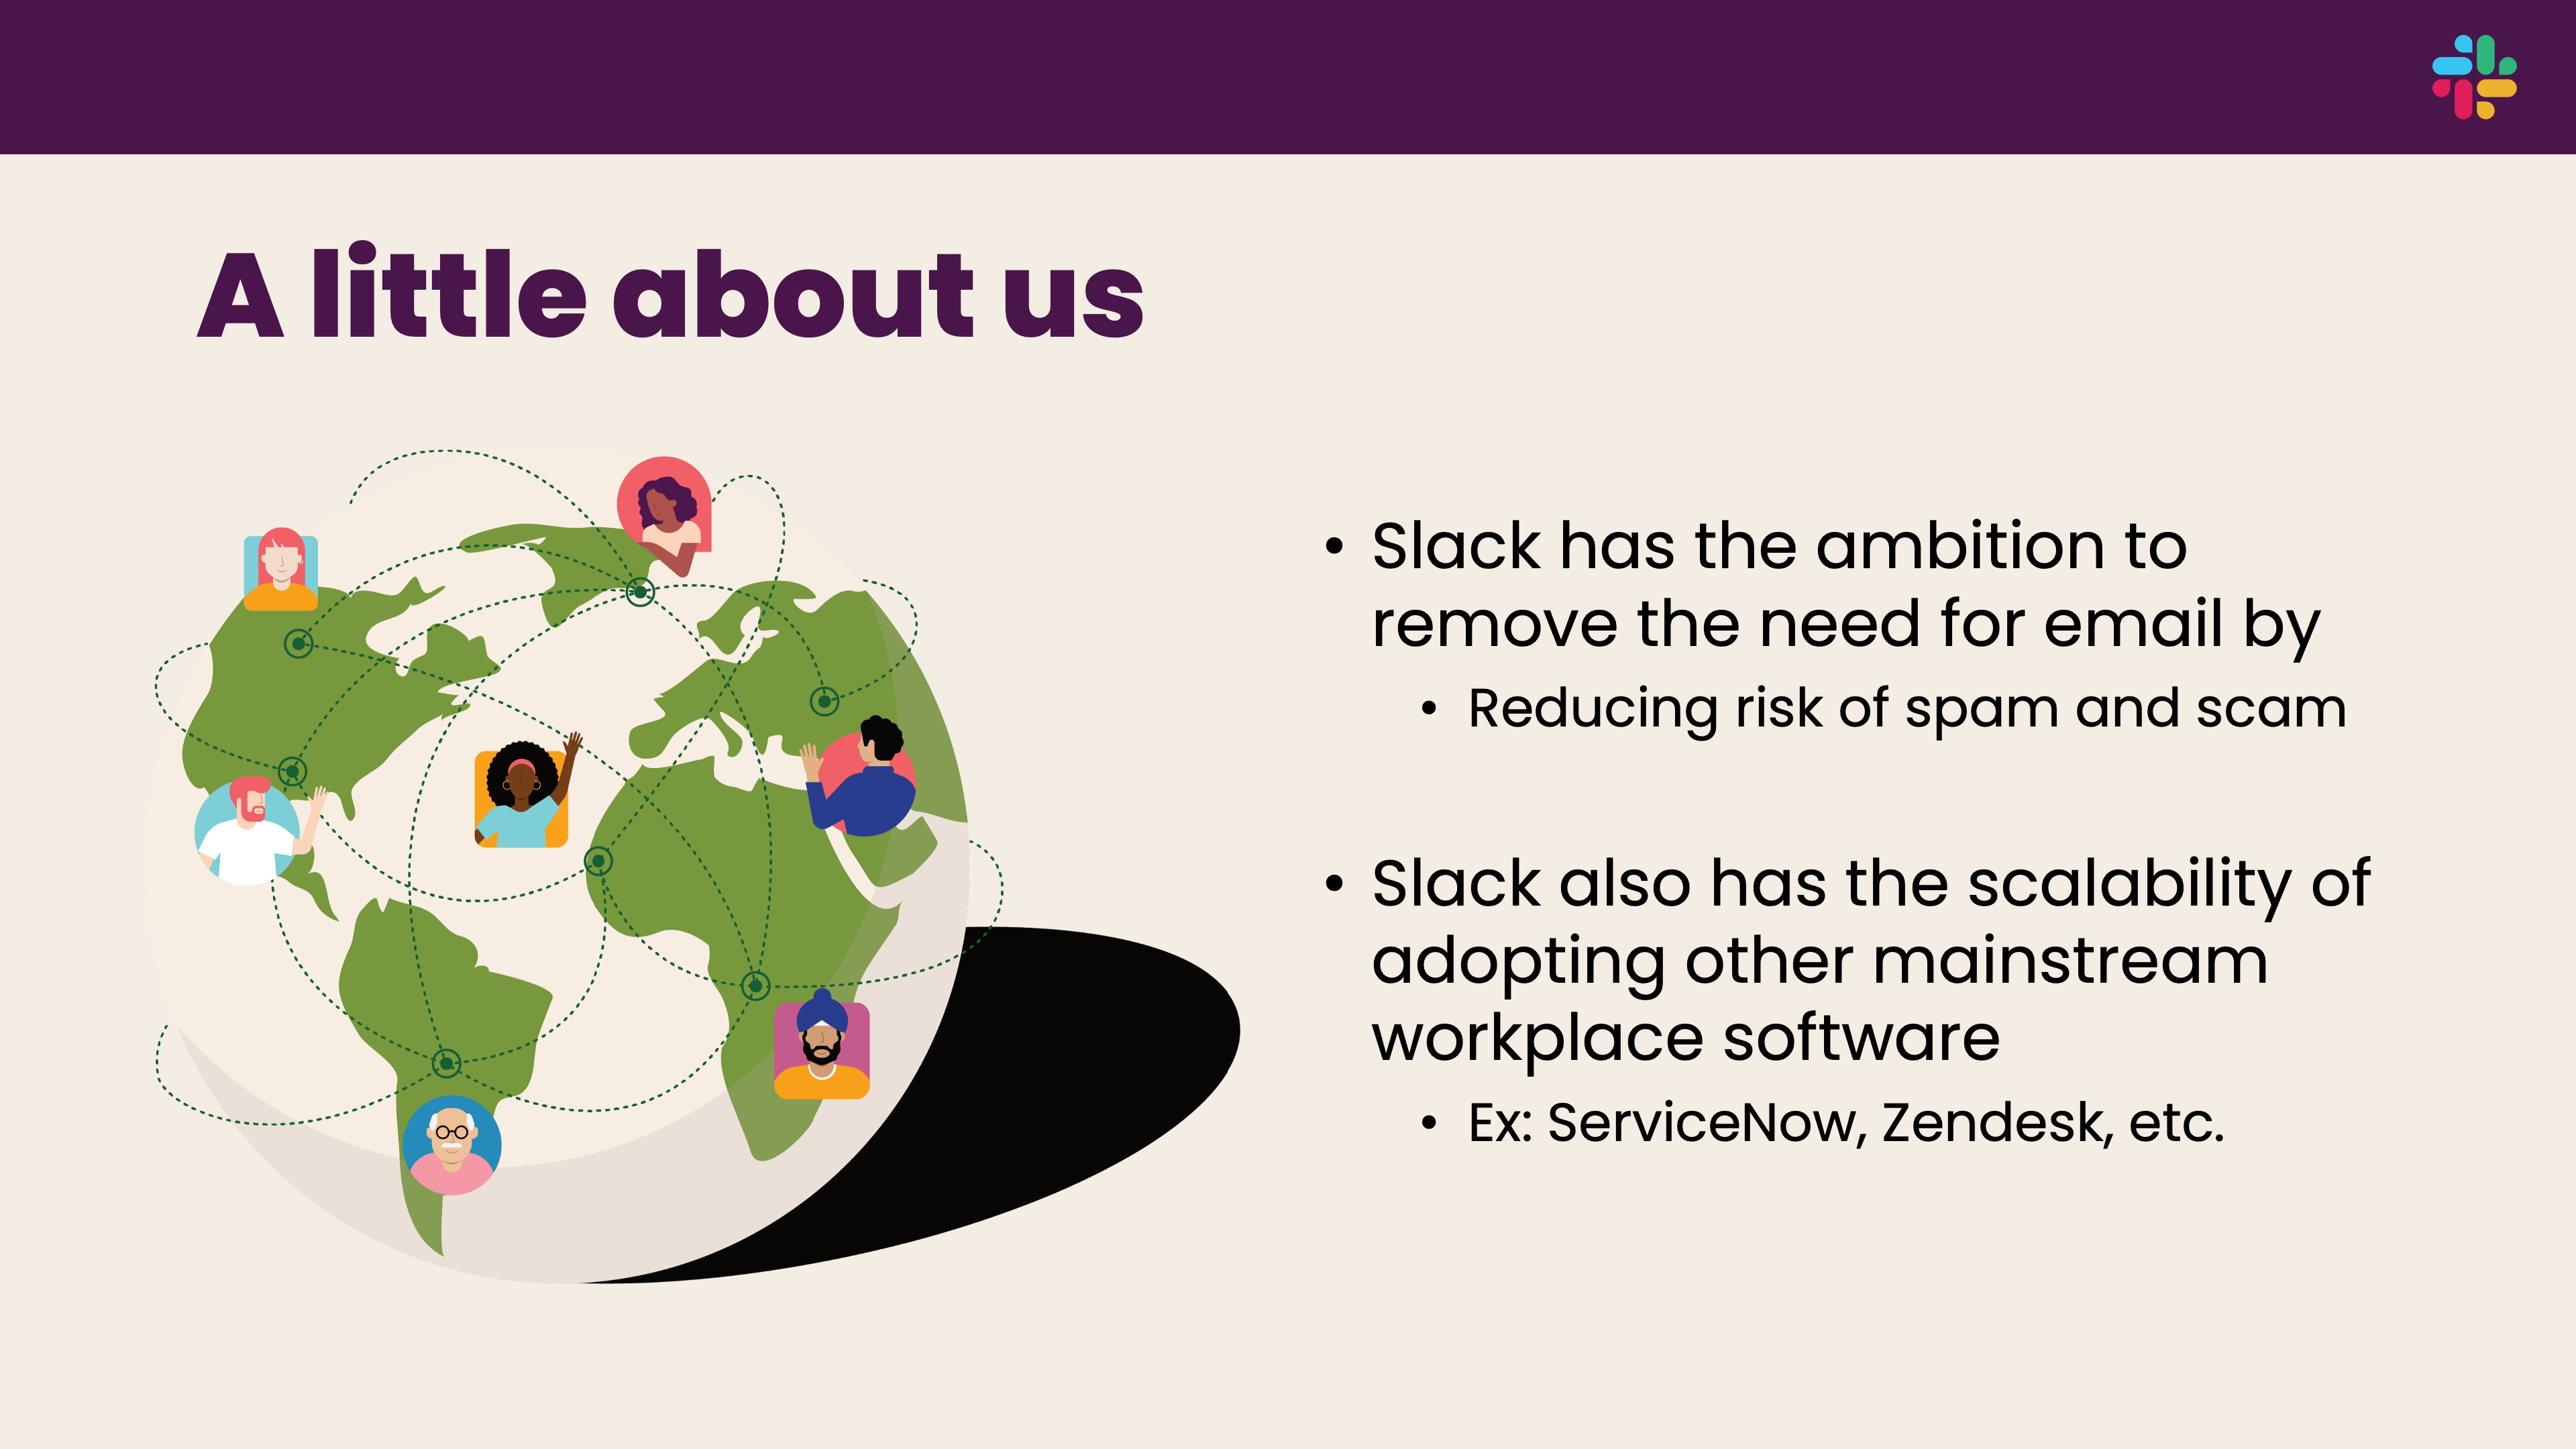 A little about us
• Slack has the ambition to
remove the need for email by
• Reducing risk of spam and scam
• Slack also has the scalability of
adopting other mainstream
workplace software
• Ex: ServiceNow, Zendesk, etc.